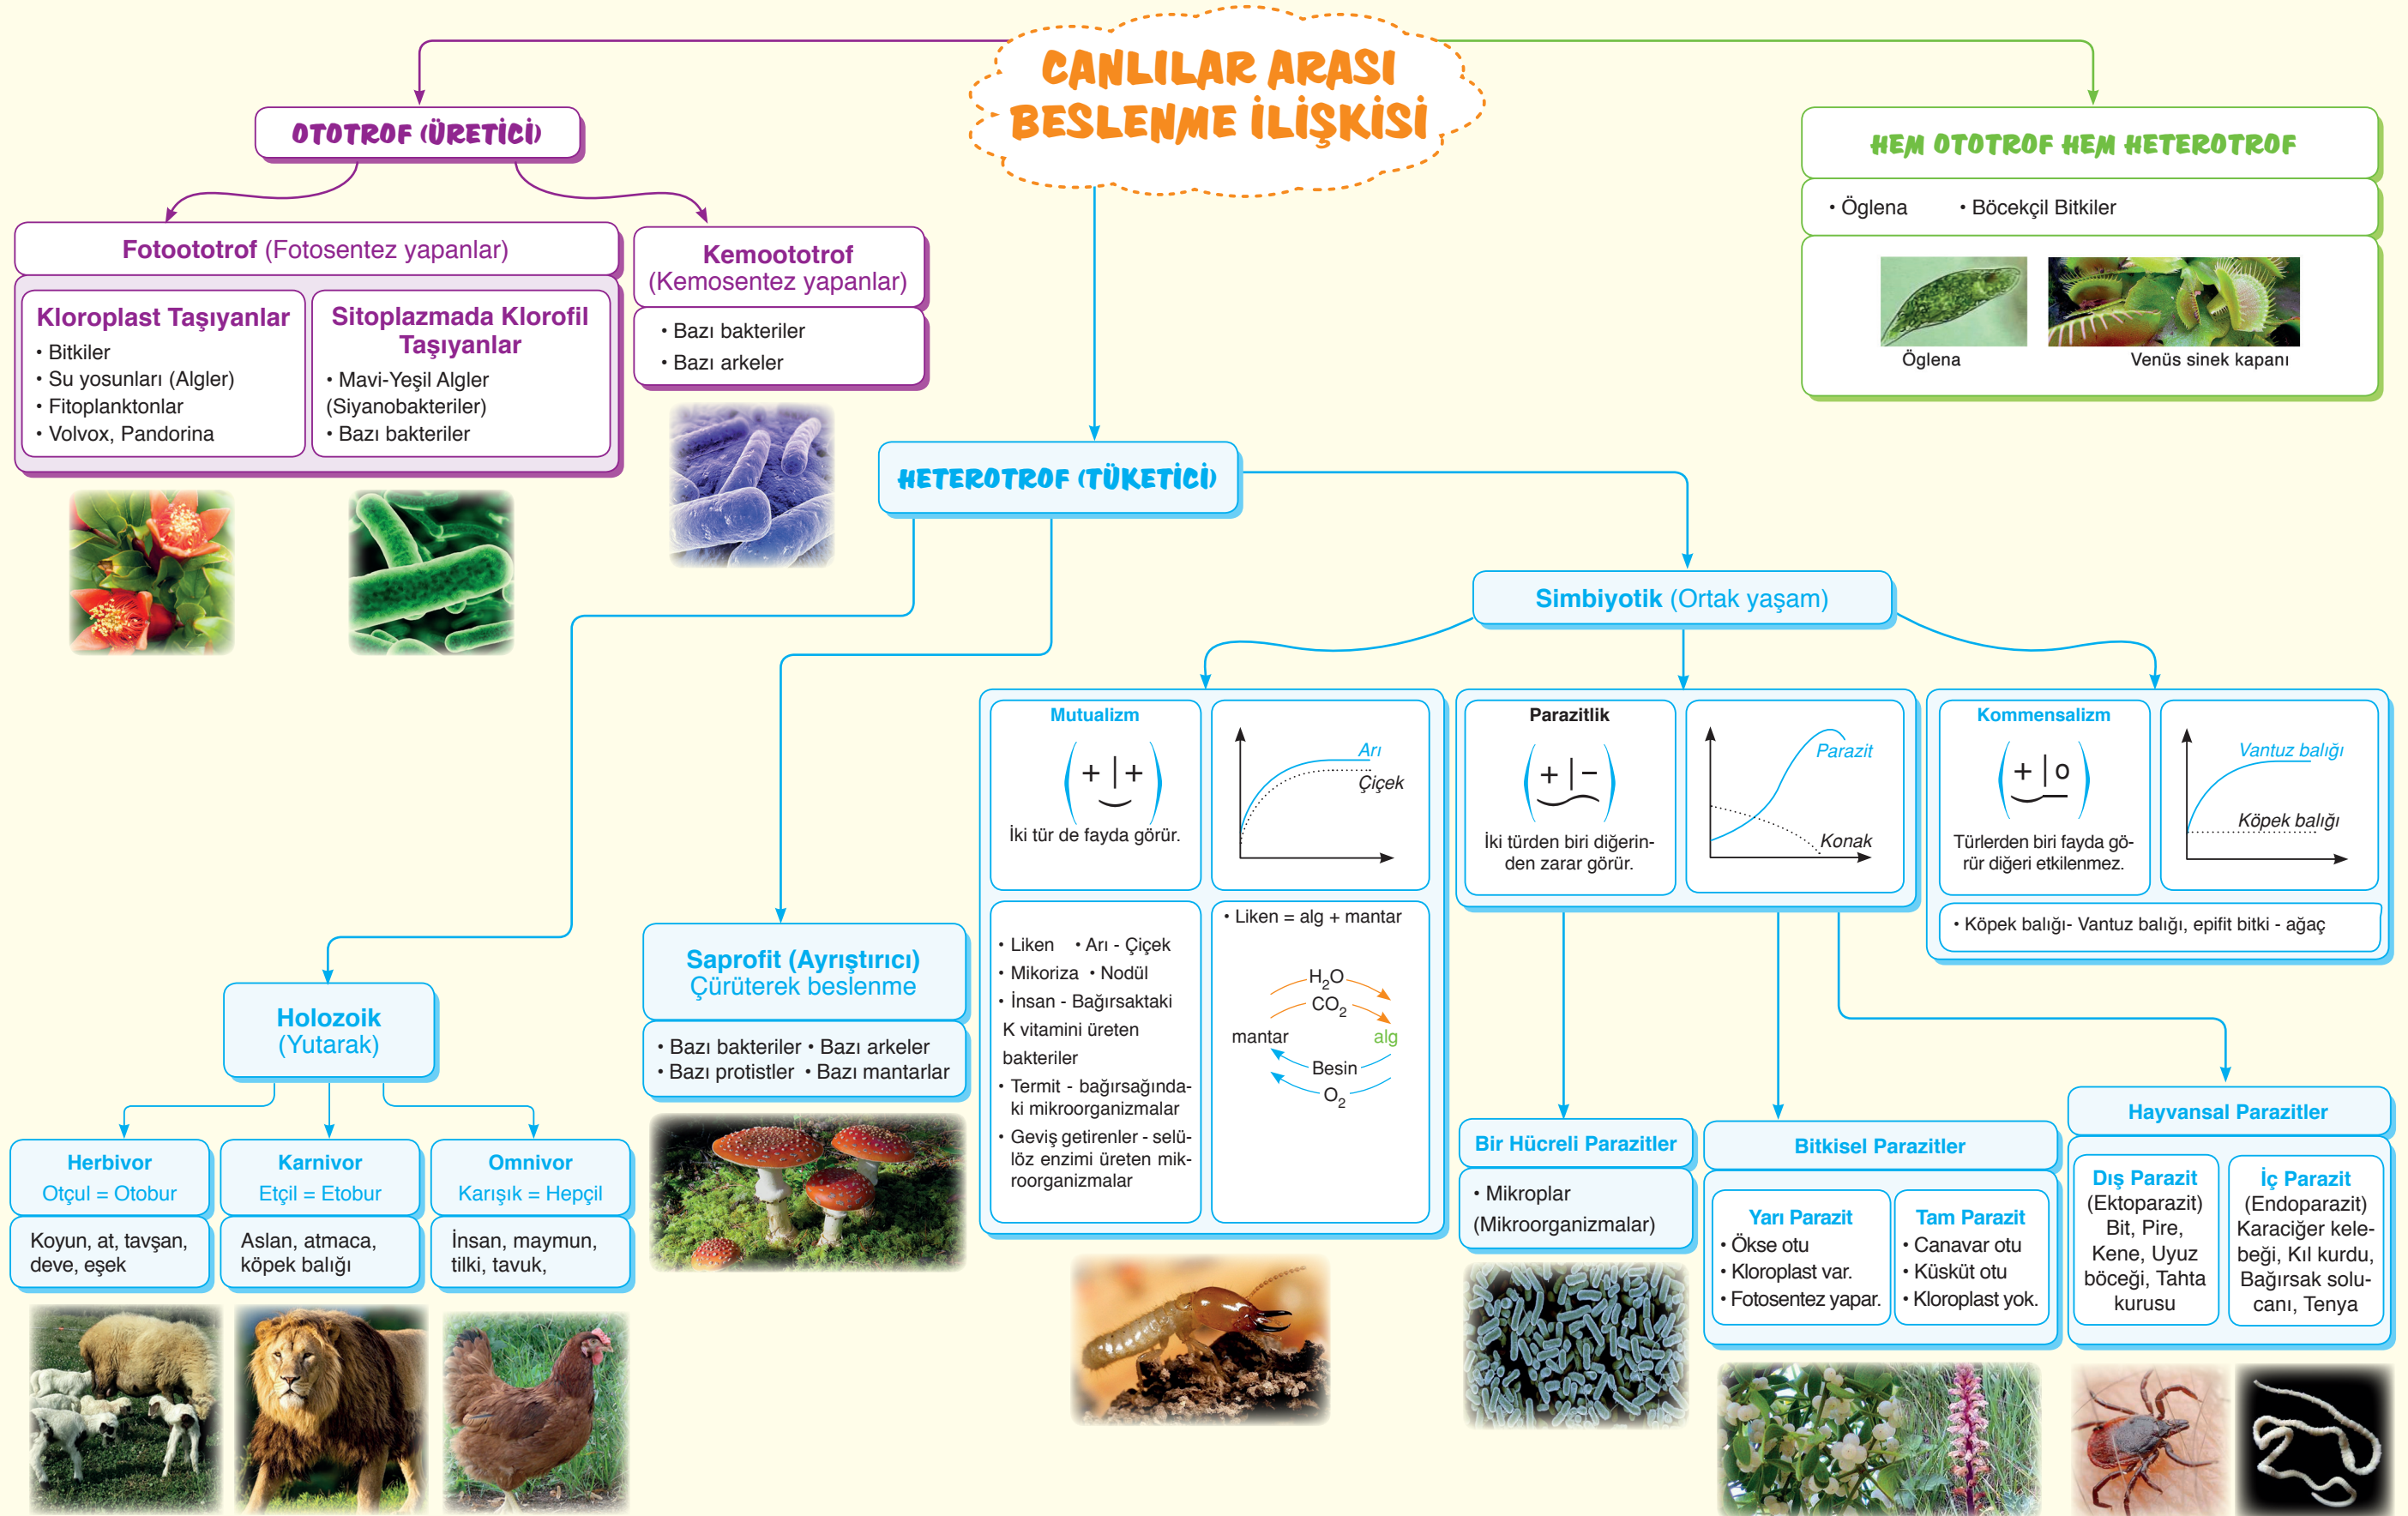 CANLILAR ARASI
BESLENME İLİŞKİSİ
OTOTROF (ÜRETİCİ)
Fotoototrof (Fotosentez yapanlar)
Kloroplast Taşıyanlar
• Bitkiler
• Su yosunları (Algler)
• Fitoplanktonlar
• Volvox, Pandorina
Sitoplazmada Klorofil
Taşıyanlar
• Mavi-Yeşil Algler
(Siyanobakteriler)
• Bazı bakteriler
Kemoototrof
(Kemosentez yapanlar)
• Bazı bakteriler
• Bazı arkeler
HEM OTOTROF HEM HETEROTROF
• Öglena • Böcekçil Bitkiler
Öglena
Venüs sinek kapanı
HETEROTROF (TÜKETİCİ)
Holozoik
(Yutarak)
Herbivor
Otçul = Otobur
Koyun, at, tavşan,
deve, eşek
Karnivor
Etçil = Etobur
Aslan, atmaca,
köpek balığı
Omnivor
Karışık = Hepçil
İnsan, maymun,
tilki, tavuk,
Saprofit (Ayrıştırıcı)
Çürüterek beslenme
• Bazı bakteriler • Bazı arkeler
• Bazı protistler • Bazı mantarlar
Simbiyotik (Ortak yaşam)
Mutualizm
+ | +
İki tür de fayda görür.
Arı
Çiçek
• Liken • Arı - Çiçek
• Mikoriza • Nodül
• İnsan - Bağırsaktaki
K vitamini üreten
bakteriler
• Termit - bağırsağında-
ki mikroorganizmalar
• Geviş getirenler - selü-
löz enzimi üreten mik-
roorganizmalar
• Liken = alg + mantar
H₂O
CO₂
mantar alg
Besin
O₂
Parazitlik
+ | −
İki türden biri diğerin-
den zarar görür.
Parazit
Konak
Kommensalizm
+ | o
Türlerden biri fayda gö-
rür diğeri etkilenmez.
Vantuz balığı
Köpek balığı
• Köpek balığı- Vantuz balığı, epifit bitki - ağaç
Bir Hücreli Parazitler
• Mikroplar
(Mikroorganizmalar)
Bitkisel Parazitler
Yarı Parazit
• Ökse otu
• Kloroplast var.
• Fotosentez yapar.
Tam Parazit
• Canavar otu
• Küsküt otu
• Kloroplast yok.
Hayvansal Parazitler
Dış Parazit
(Ektoparazit)
Bit, Pire,
Kene, Uyuz
böceği, Tahta
kurusu
İç Parazit
(Endoparazit)
Karaciğer kele-
beği, Kıl kurdu,
Bağırsak solu-
canı, Tenya